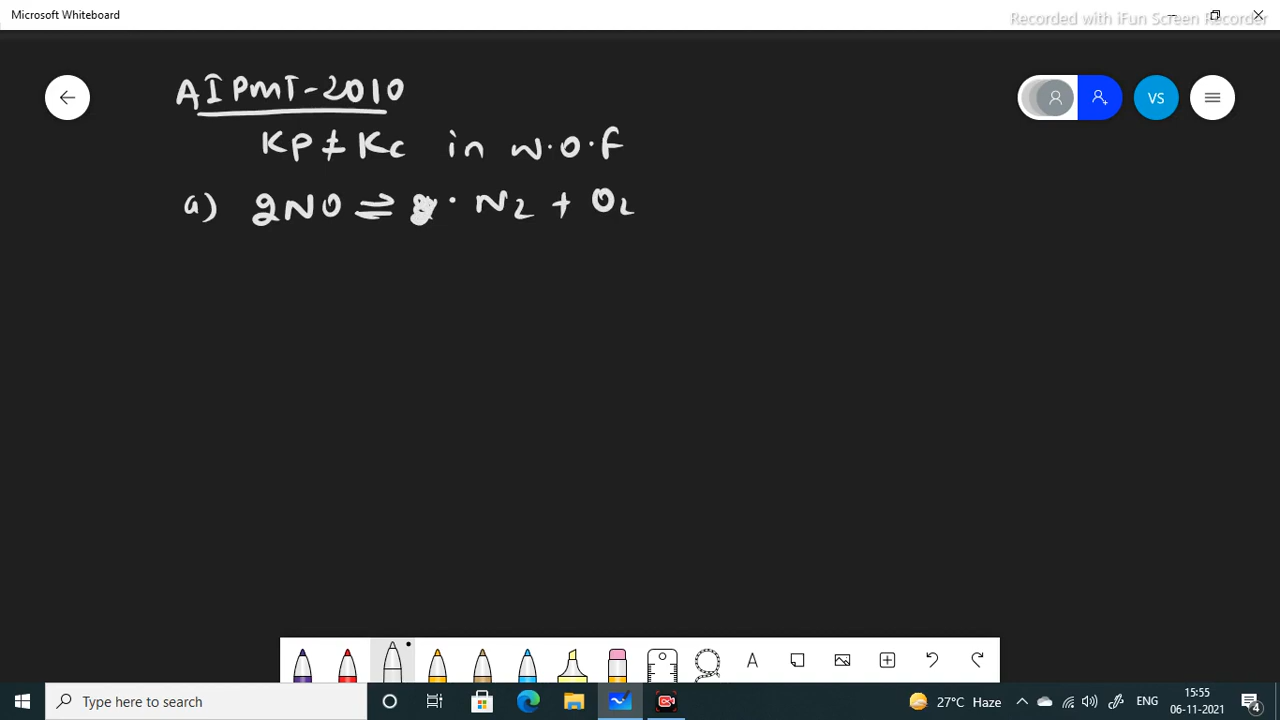 Microsoft Whiteboard
Recorded with iFun Screen Recorder
AIPMT-2010
KP ≠ Kc in w.o.f
a) 2NO ⇌ N2 + O2
VS
A
Type here to search
27°C Haze
ENG
15:55
06-11-2021
4